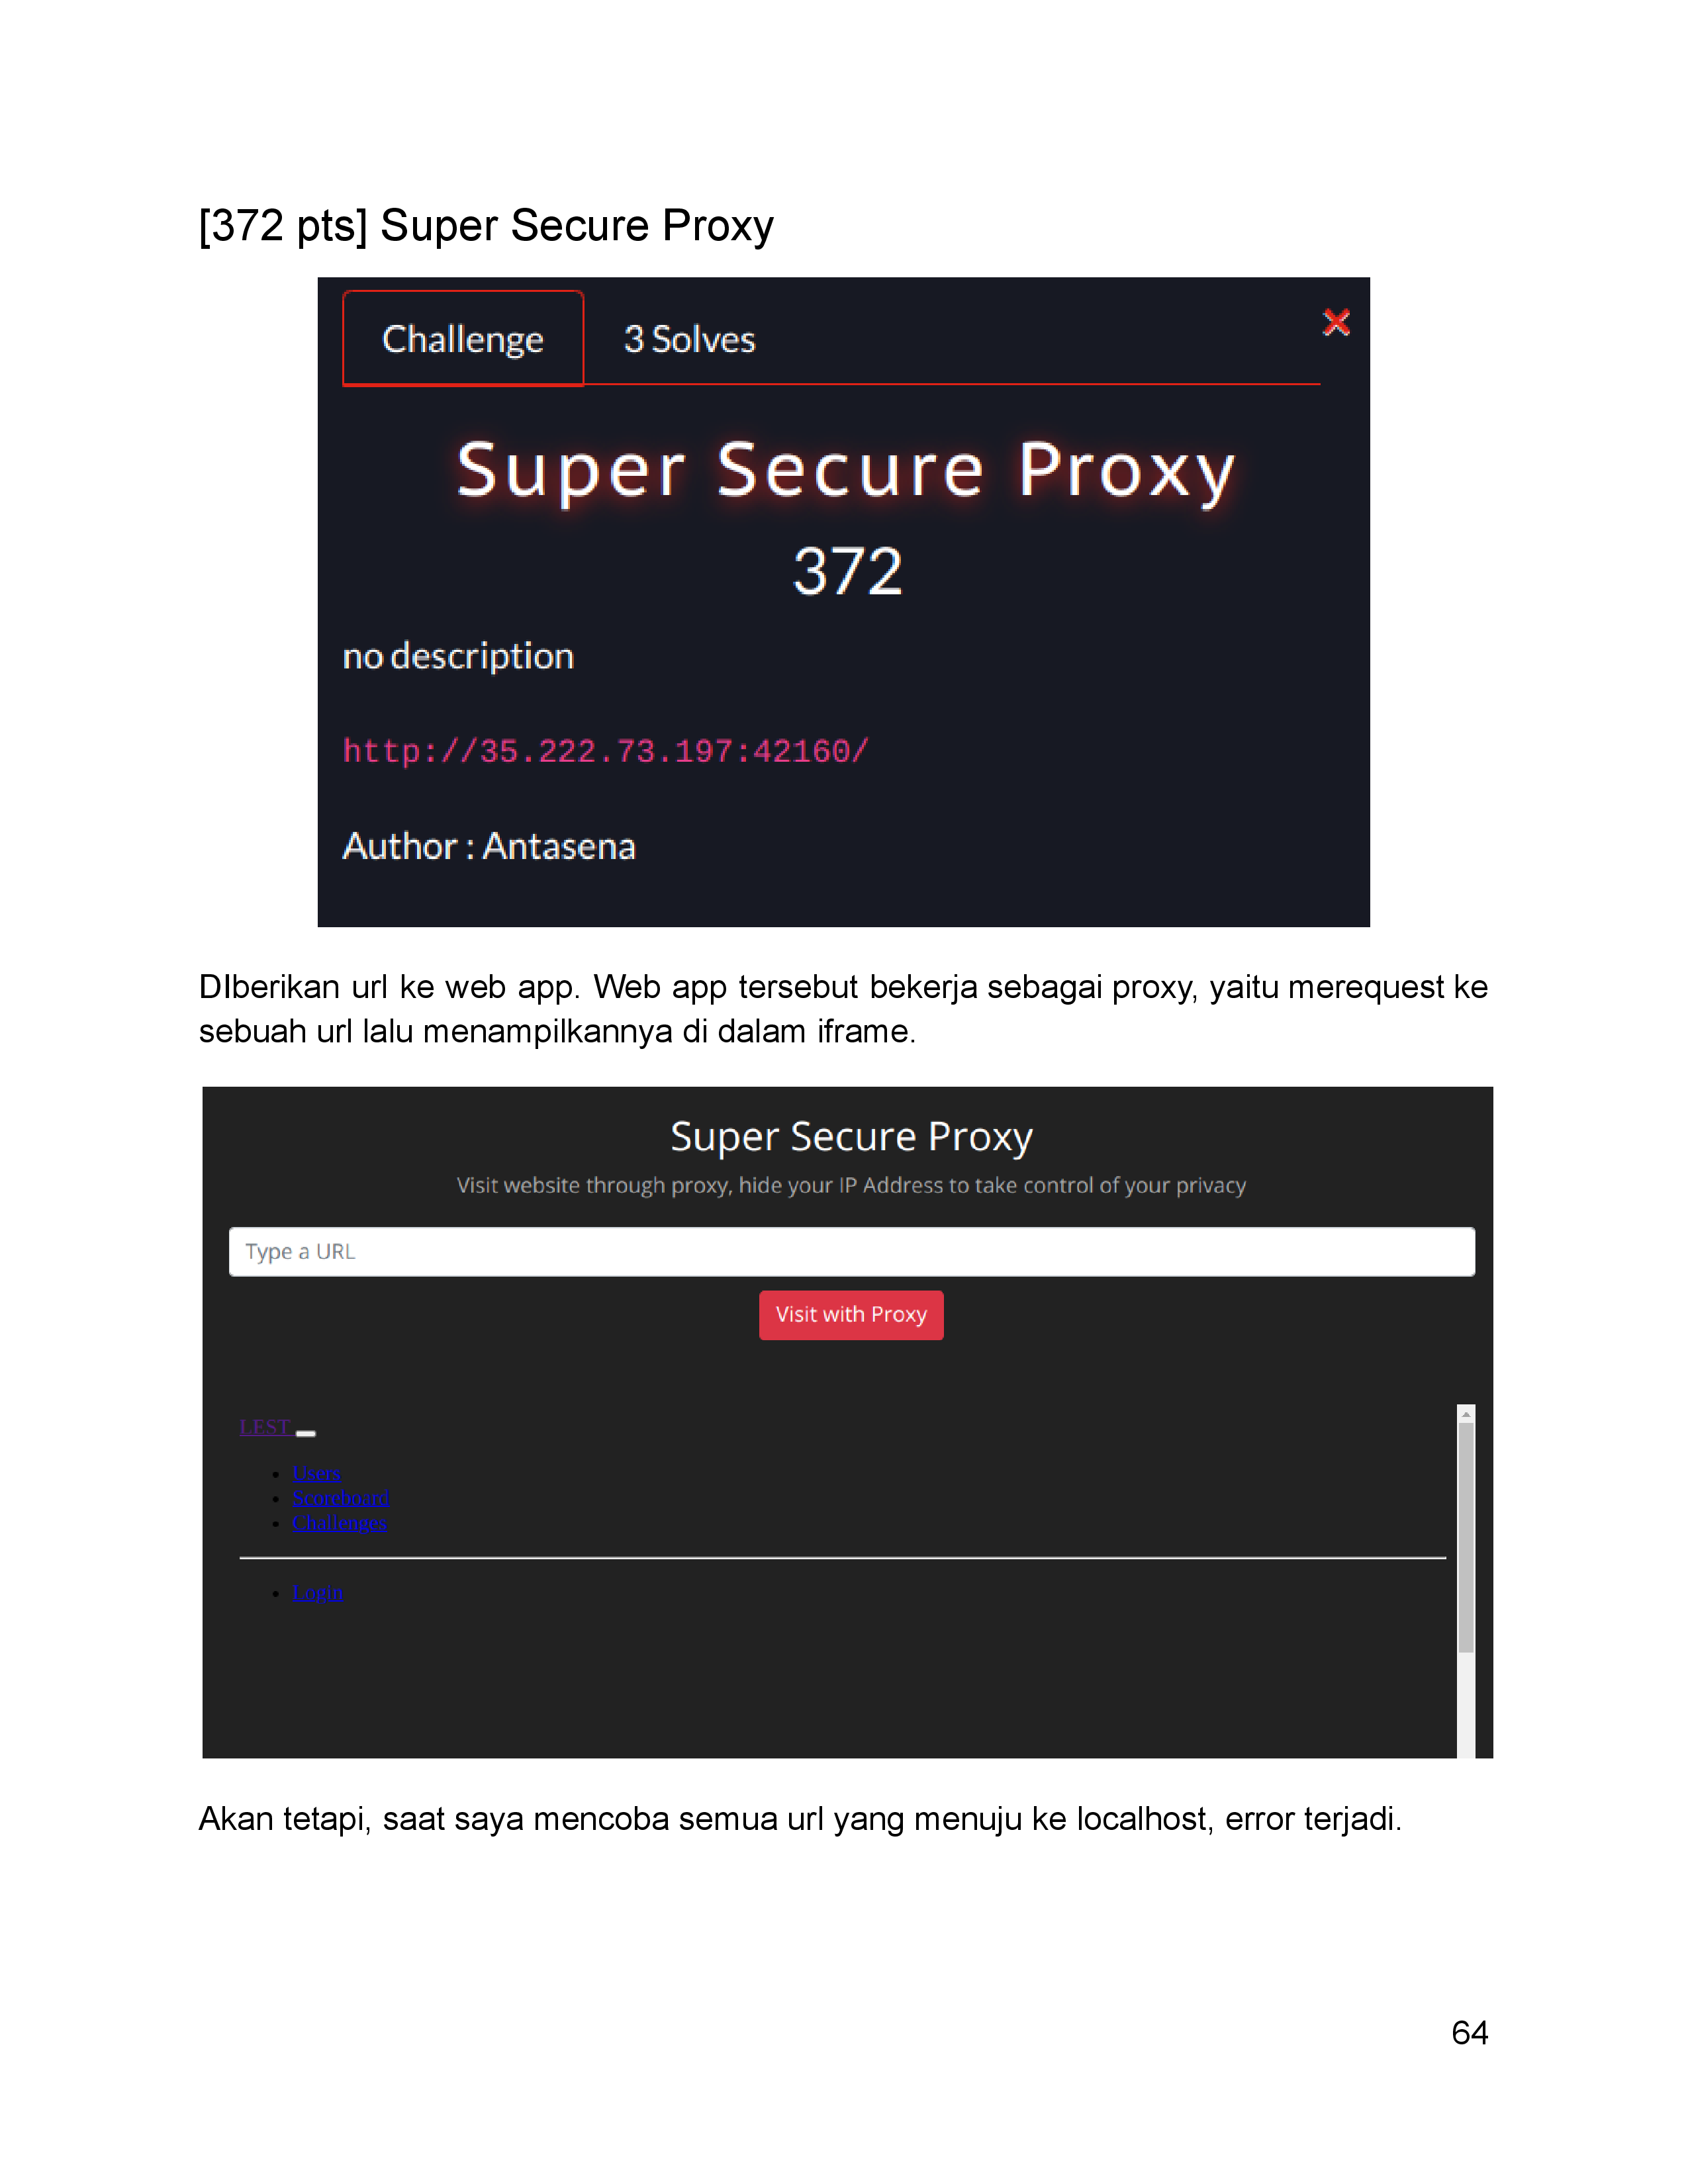 [372 pts] Super Secure Proxy
Challenge
3 Solves
Super Secure Proxy
372
no description
http://35.222.73.197:42160/
Author : Antasena
DIberikan url ke web app. Web app tersebut bekerja sebagai proxy, yaitu merequest ke
sebuah url lalu menampilkannya di dalam iframe.
Super Secure Proxy
Visit website through proxy, hide your IP Address to take control of your privacy
Type a URL
Visit with Proxy
LEST
Users
Scoreboard
Challenges
Login
Akan tetapi, saat saya mencoba semua url yang menuju ke localhost, error terjadi.
64